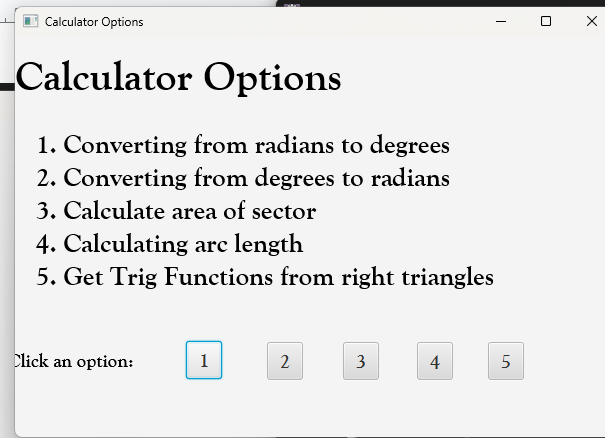 Calculator Options
Calculator Options
1. Converting from radians to degrees
2. Converting from degrees to radians
3. Calculate area of sector
4. Calculating arc length
5. Get Trig Functions from right triangles
Click an option: 1 2 3 4 5